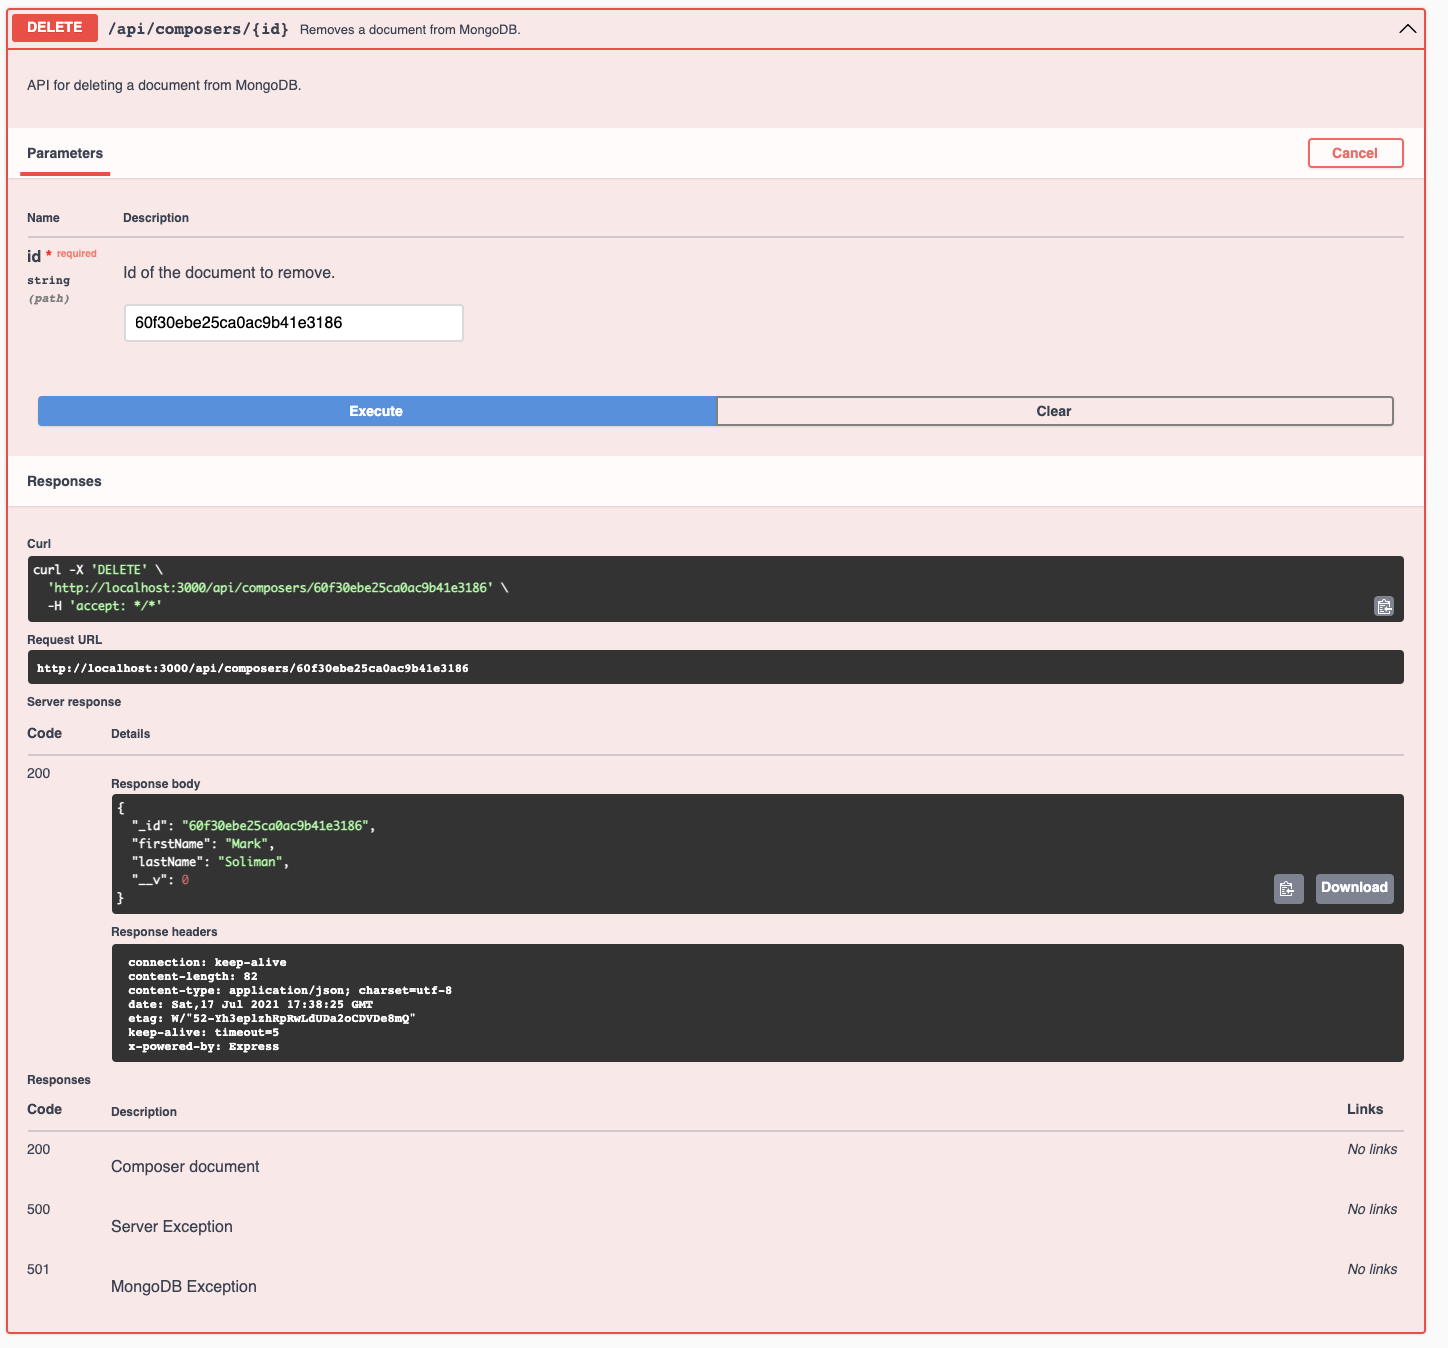 DELETE /api/composers/{id} Removes a document from MongoDB.
API for deleting a document from MongoDB.
Parameters
Cancel
Name Description
id * required
string
(path)
Id of the document to remove.
60f30ebe25ca0ac9b41e3186
Execute Clear
Responses
Curl
curl -X 'DELETE' \
'http://localhost:3000/api/composers/60f30ebe25ca0ac9b41e3186' \
-H 'accept: */*'
Request URL
http://localhost:3000/api/composers/60f30ebe25ca0ac9b41e3186
Server response
Code Details
200
Response body
{
"_id": "60f30ebe25ca0ac9b41e3186",
"firstName": "Mark",
"lastName": "Soliman",
"__v": 0
}
Download
Response headers
connection: keep-alive
content-length: 82
content-type: application/json; charset=utf-8
date: Sat,17 Jul 2021 17:38:25 GMT
etag: W/"52-Yh3eplzhRpRwLdUDa2oCDVDe8mQ"
keep-alive: timeout=5
x-powered-by: Express
Responses
Code Description Links
200 No links
Composer document
500 No links
Server Exception
501 No links
MongoDB Exception